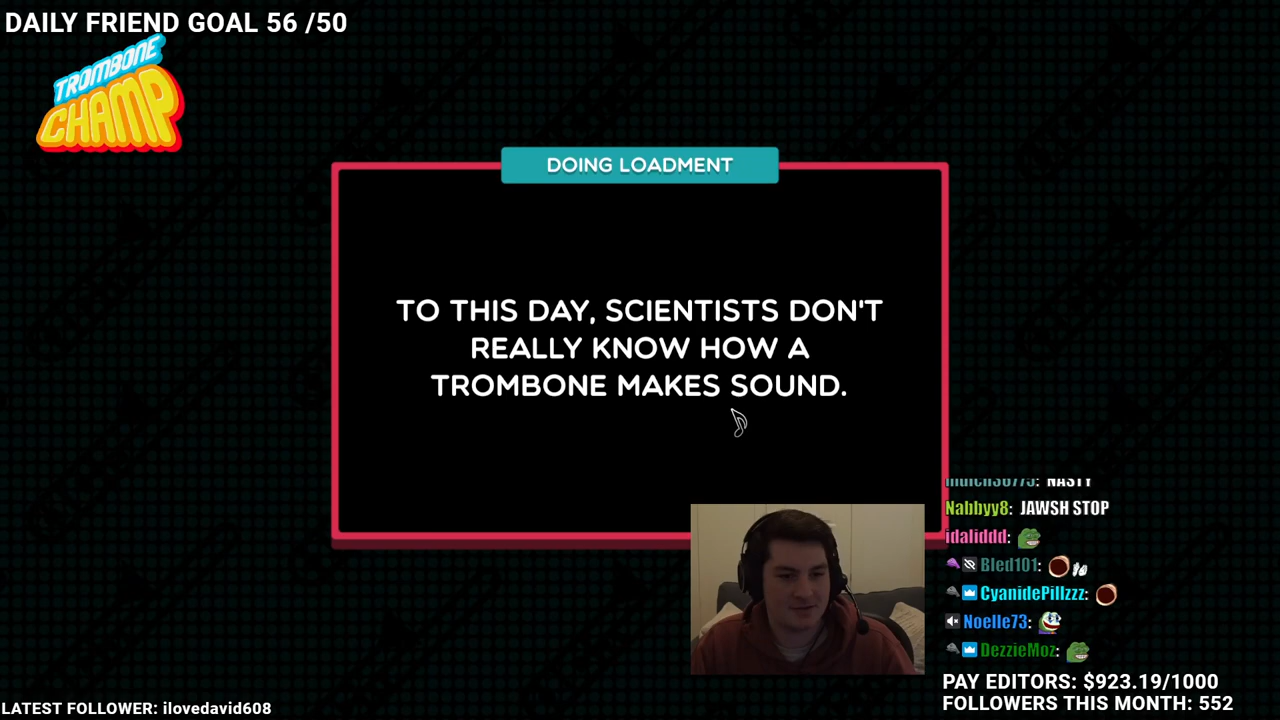 DAILY FRIEND GOAL 56 /50
TROMBONE
CHAMP
DOING LOADMENT
TO THIS DAY, SCIENTISTS DON'T
REALLY KNOW HOW A
TROMBONE MAKES SOUND.
NASTY
Nabbyy8: JAWSH STOP
idaliddd:
Bled101:
CyanidePillzzz:
Noelle73:
DezzieMoz:
PAY EDITORS: $923.19/1000
FOLLOWERS THIS MONTH: 552
LATEST FOLLOWER: ilovedavid608